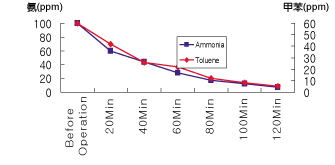 氨(ppm)
甲苯(ppm)
100
80
60
40
20
0
60
50
40
30
20
10
0
Ammonia
Toluene
Before
Operation
20Min
40Min
60Min
80Min
100Min
120Min